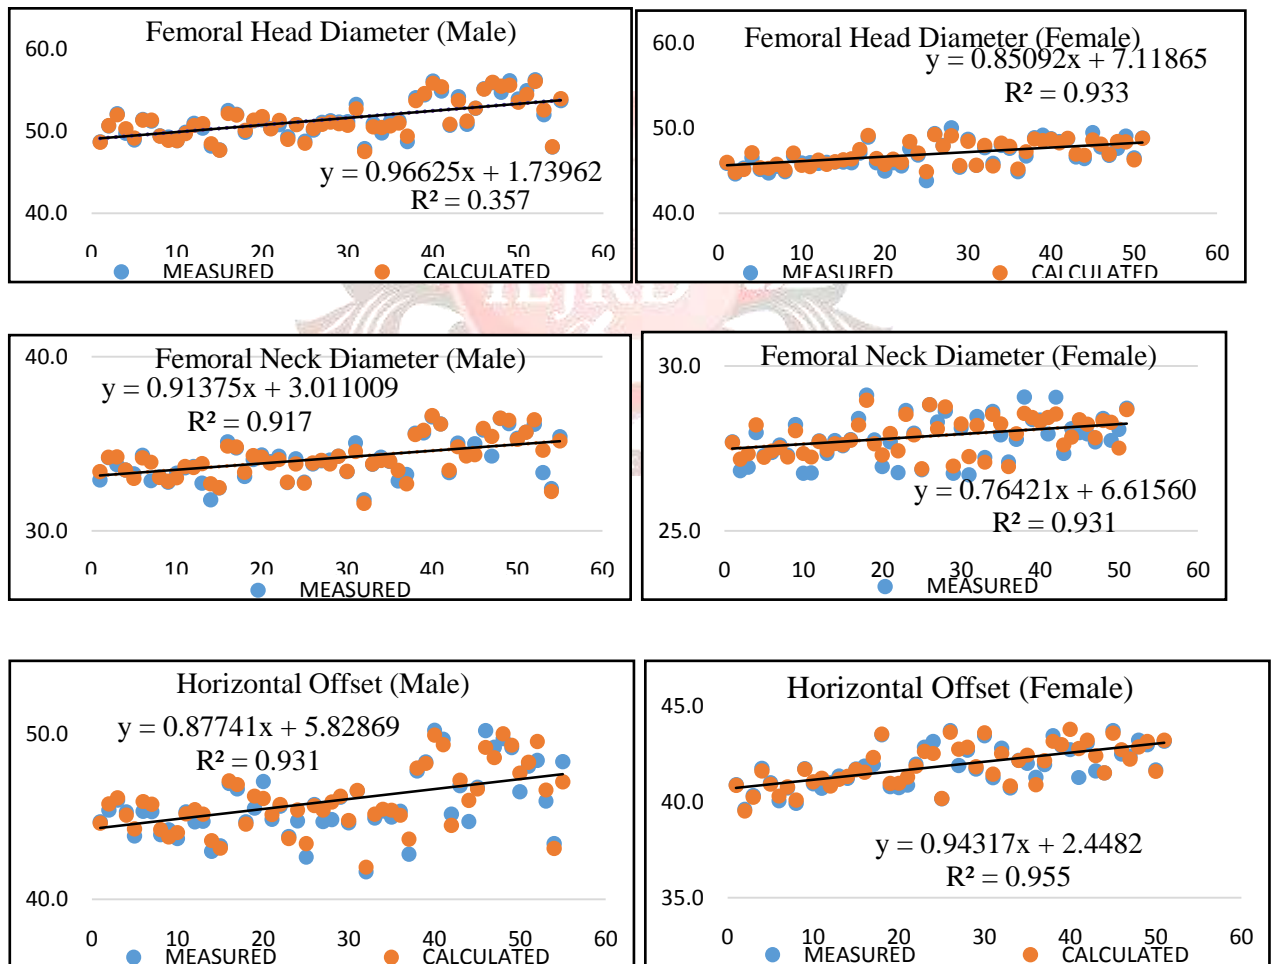 Femoral Head Diameter (Male)
60.0
50.0
40.0
y = 0.96625x + 1.73962
R² = 0.357
0 10 20 30 40 50 60
MEASURED CALCULATED
Femoral Head Diameter (Female)
60.0
y = 0.85092x + 7.11865
R² = 0.933
50.0
40.0
0 10 20 30 40 50 60
MEASURED CALCULATED
Femoral Neck Diameter (Male)
40.0
y = 0.91375x + 3.011009
R² = 0.917
30.0
0 10 20 30 40 50 60
MEASURED
Femoral Neck Diameter (Female)
30.0
y = 0.76421x + 6.61560
R² = 0.931
25.0
0 10 20 30 40 50 60
MEASURED
Horizontal Offset (Male)
50.0
y = 0.87741x + 5.82869
R² = 0.931
40.0
0 10 20 30 40 50 60
MEASURED CALCULATED
Horizontal Offset (Female)
45.0
40.0
y = 0.94317x + 2.4482
R² = 0.955
35.0
0 10 20 30 40 50 60
MEASURED CALCULATED